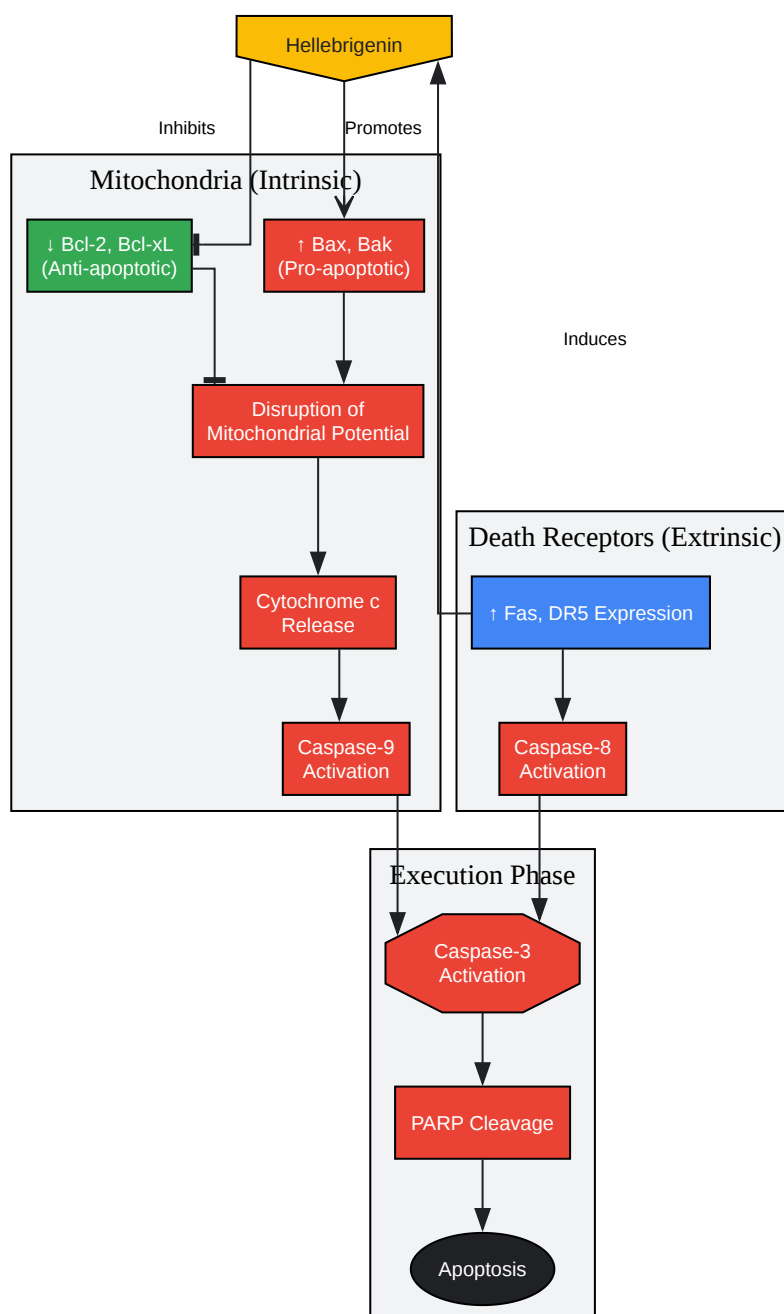 Hellebrigenin
Inhibits
Promotes
Mitochondria (Intrinsic)
↓ Bcl-2, Bcl-xL
(Anti-apoptotic)
↑ Bax, Bak
(Pro-apoptotic)
Induces
Disruption of
Mitochondrial Potential
Death Receptors (Extrinsic)
Cytochrome c
Release
↑ Fas, DR5 Expression
Caspase-9
Activation
Caspase-8
Activation
Execution Phase
Caspase-3
Activation
PARP Cleavage
Apoptosis